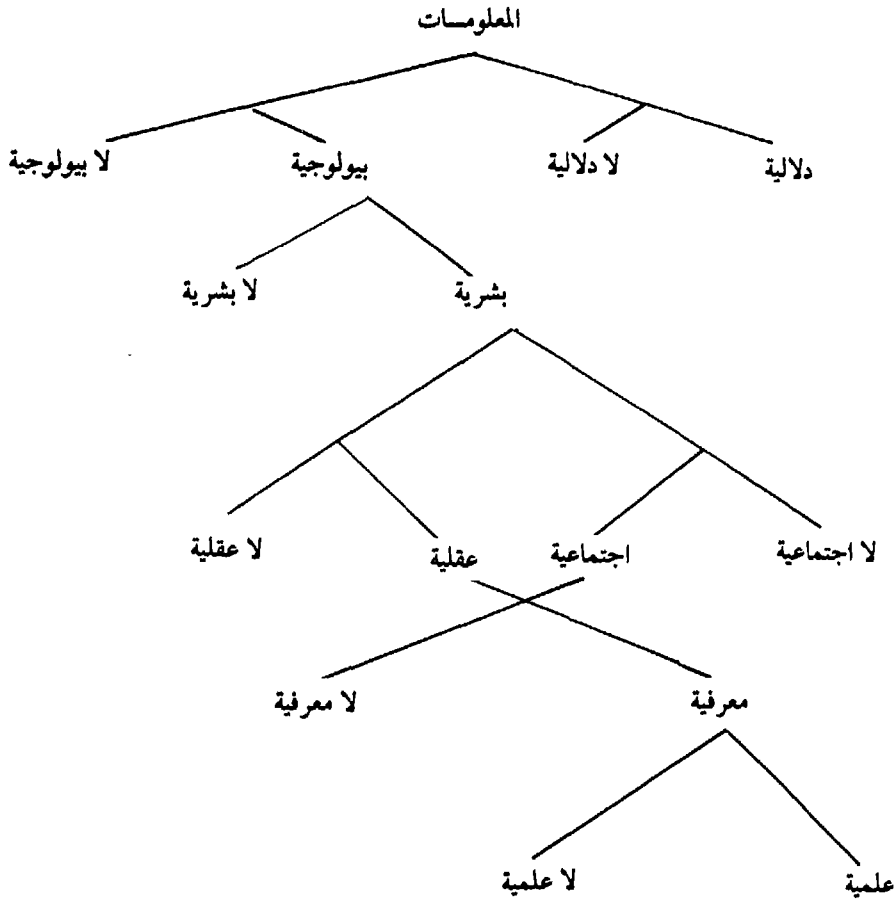 المعلومسات
دلالية لا دلالية بيولوجية لا بيولوجية
بشرية لا بشرية
لا اجتماعية اجتماعية عقلية لا عقلية
معرفية لا معرفية
علمية لا علمية